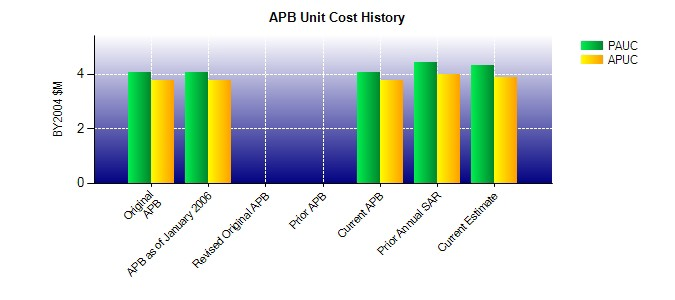 APB Unit Cost History
PAUC
APUC
BY2004 $M
4
2
0
Original
APB
APB as of January 2006
Revised Original APB
Prior APB
Current APB
Prior Annual SAR
Current Estimate